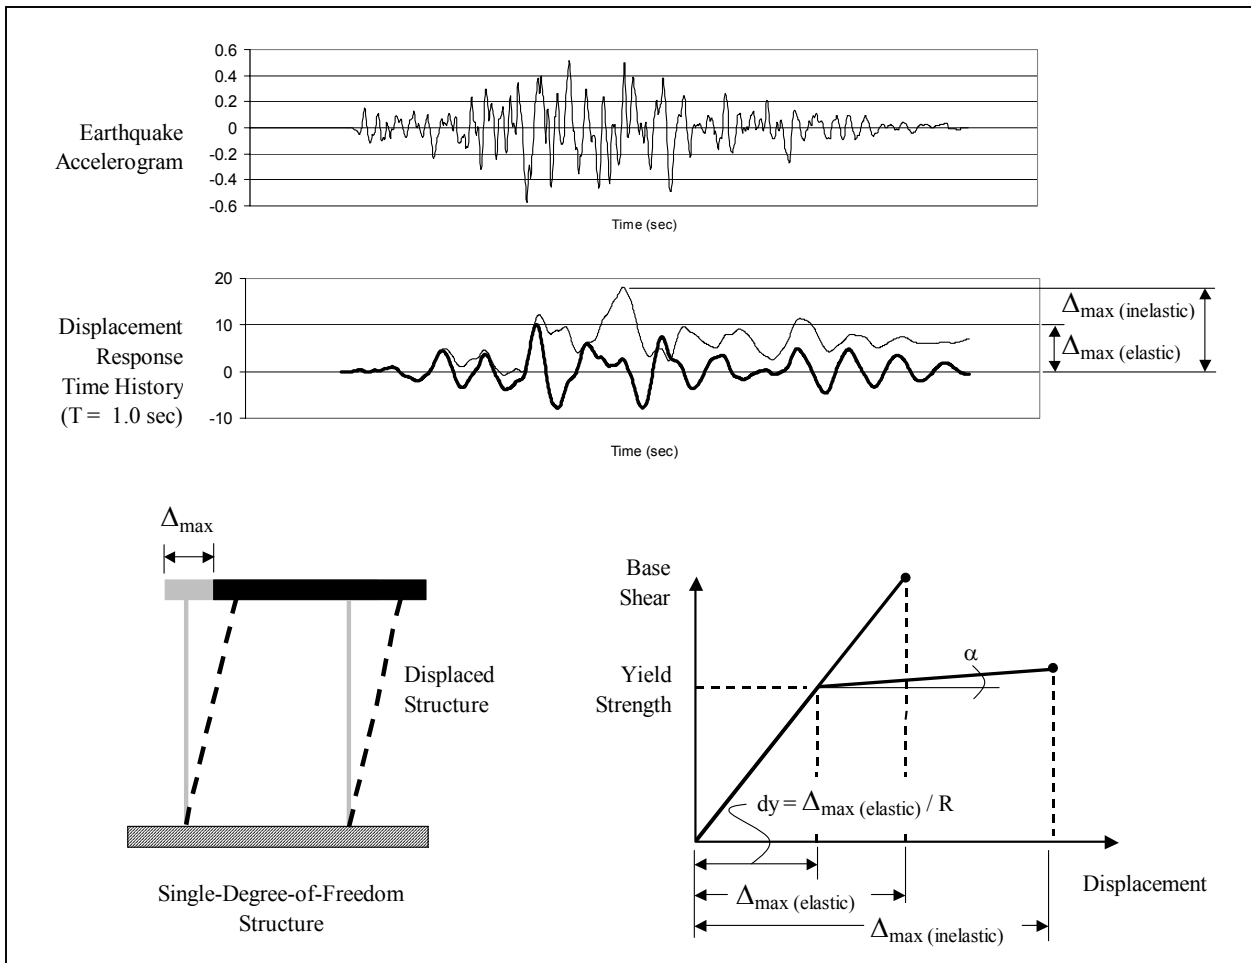 Earthquake
Accelerogram
0.6
0.4
0.2
0
-0.2
-0.4
-0.6
Time (sec)
Displacement
Response
Time History
(T = 1.0 sec)
20
10
0
-10
Time (sec)
Δmax (inelastic)
Δmax (elastic)
Δmax
Displaced
Structure
Single-Degree-of-Freedom
Structure
Base
Shear
Yield
Strength
α
dy = Δmax (elastic) / R
Δmax (elastic)
Δmax (inelastic)
Displacement